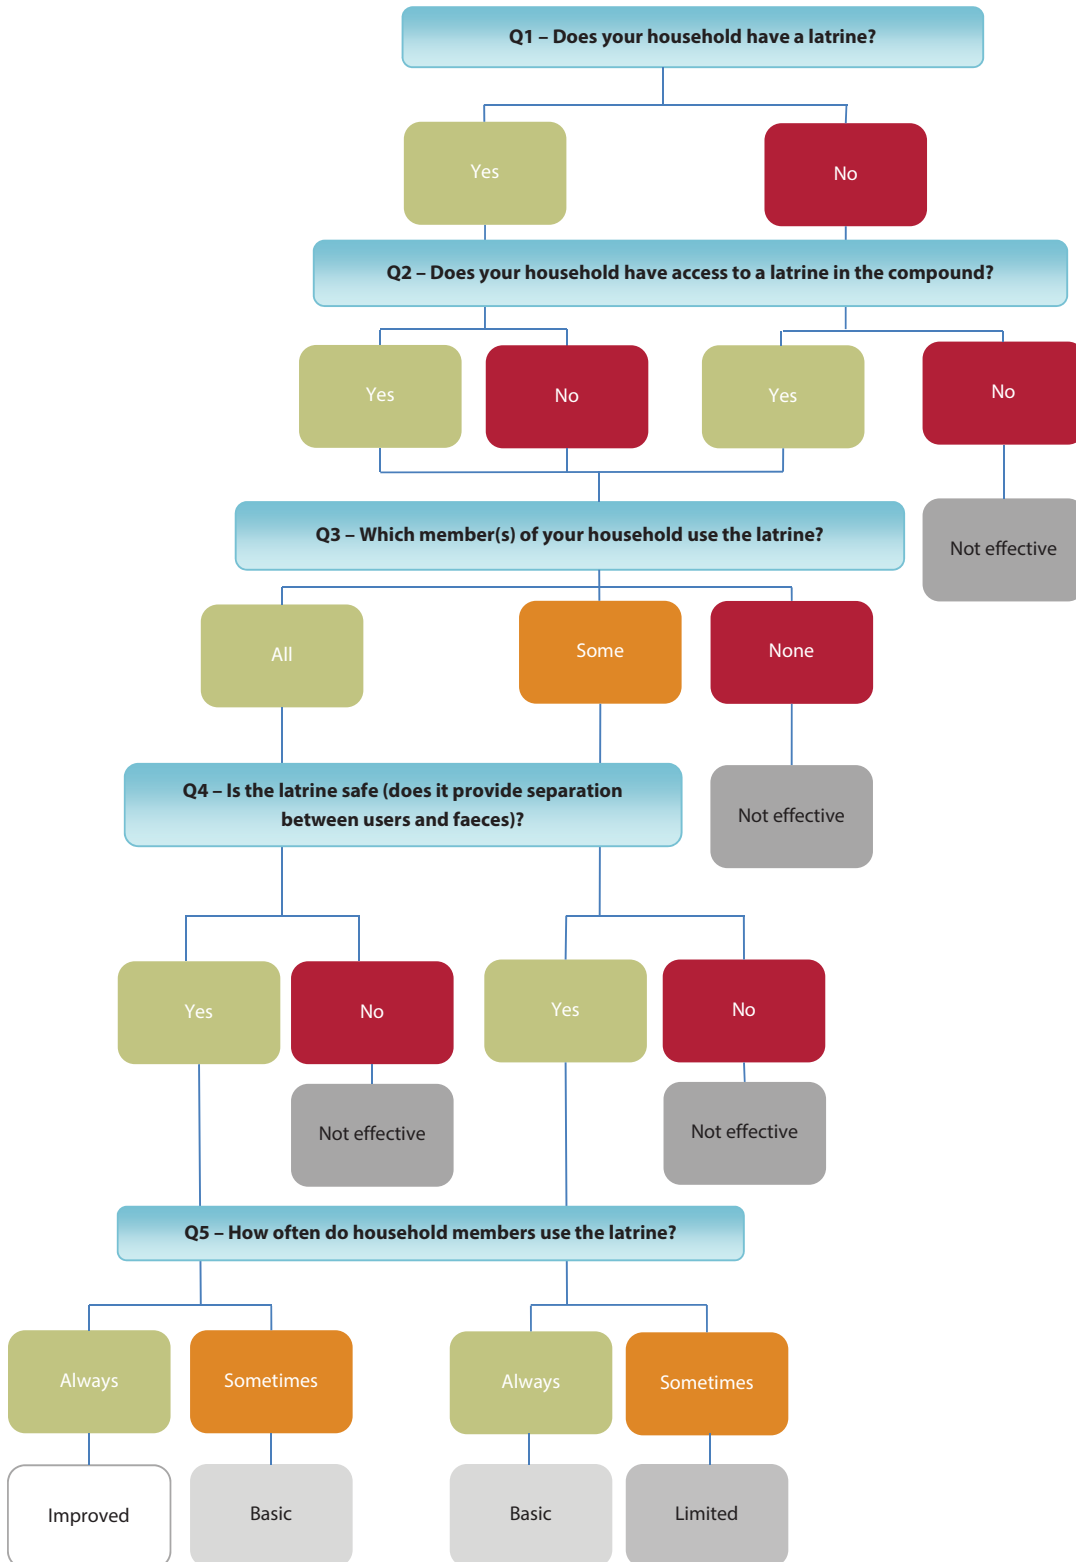 Q1 – Does your household have a latrine?
Yes
No
Q2 – Does your household have access to a latrine in the compound?
Yes
No
Yes
No
Not effective
Q3 – Which member(s) of your household use the latrine?
All
Some
None
Not effective
Q4 – Is the latrine safe (does it provide separation
between users and faeces)?
Yes
No
Yes
No
Not effective
Not effective
Q5 – How often do household members use the latrine?
Always
Sometimes
Always
Sometimes
Improved
Basic
Basic
Limited